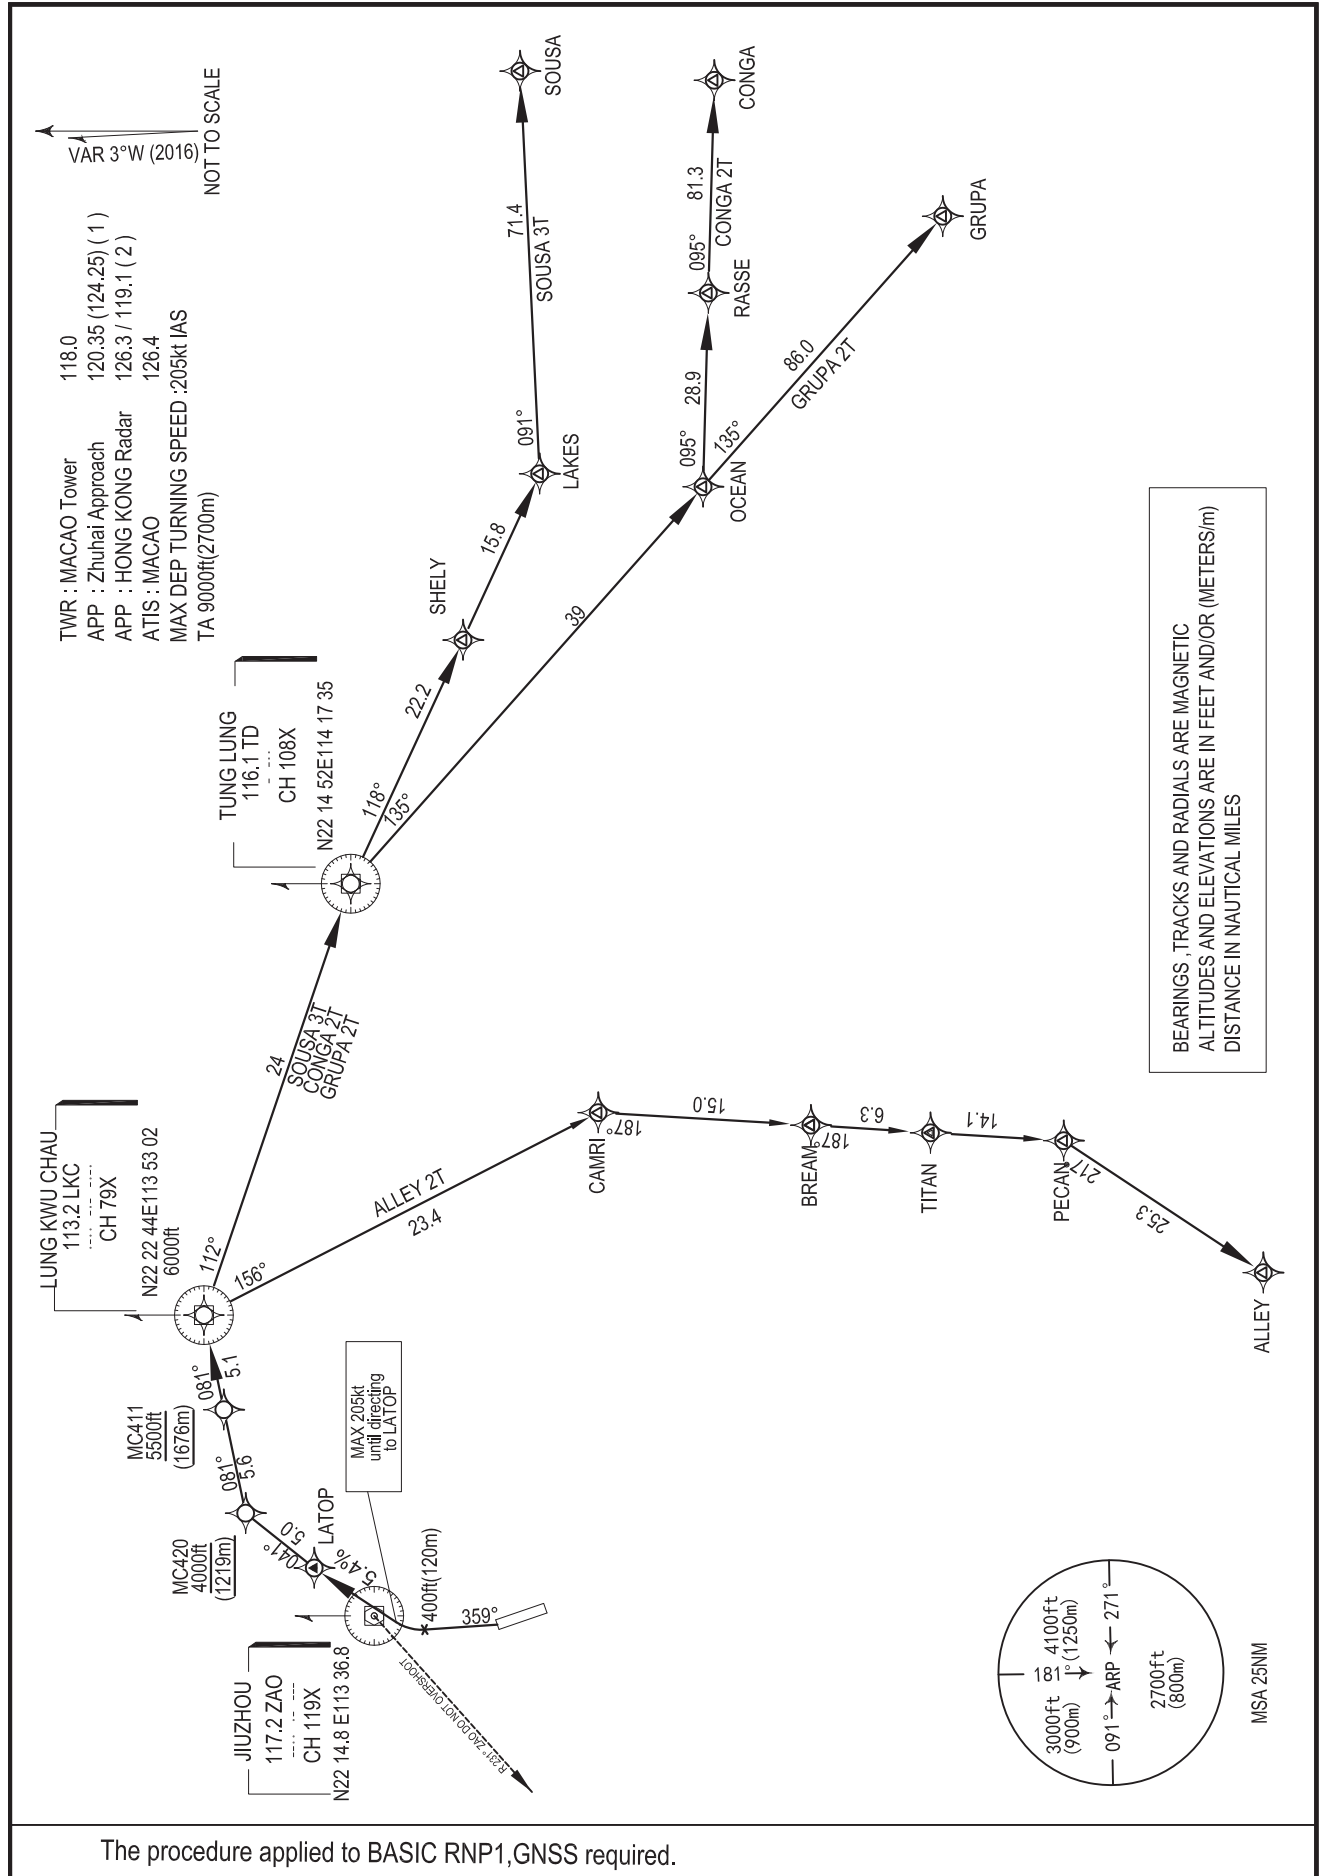 TWR : MACAO Tower 118.0
APP : Zhuhai Approach 120.35 (124.25) ( 1 )
APP : HONG KONG Radar 126.3 / 119.1 ( 2 )
ATIS : MACAO 126.4
MAX DEP TURNING SPEED :205kt IAS
TA 9000ft(2700m)
VAR 3°W (2016)
NOT TO SCALE
SOUSA
71.4
SOUSA 3T
091°
LAKES
15.8
SHELY
22.2
118°
CONGA
81.3
CONGA 2T
095°
RASSE
28.9
095°
OCEAN
135°
86.0
GRUPA 2T
GRUPA
39
135°
TUNG LUNG
116.1 TD
CH 108X
N22 14 52E114 17 35
24
SOUSA 3T
CONGA 2T
GRUPA 2T
112°
LUNG KWU CHAU
113.2 LKC
CH 79X
N22 22 44E113 53 02
6000ft
156°
ALLEY 2T
23.4
CAMRI
187°
15.0
BREAM
187°
6.3
TITAN
14.1
PECAN
217°
25.3
ALLEY
081°
5.1
MC411
5500ft
(1676m)
081°
5.6
MC420
4000ft
(1219m)
041°
5.0
LATOP
5.4%
MAX 205kt
until directing
to LATOP
400ft(120m)
359°
R 231° ZAO DO NOT OVERSHOOT
JIUZHOU
117.2 ZAO
CH 119X
N22 14.8 E113 36.8
BEARINGS ,TRACKS AND RADIALS ARE MAGNETIC
ALTITUDES AND ELEVATIONS ARE IN FEET AND/OR (METERS/m)
DISTANCE IN NAUTICAL MILES
3000ft
(900m)
181°
4100ft
(1250m)
091°
ARP
271°
2700ft
(800m)
MSA 25NM
The procedure applied to BASIC RNP1,GNSS required.